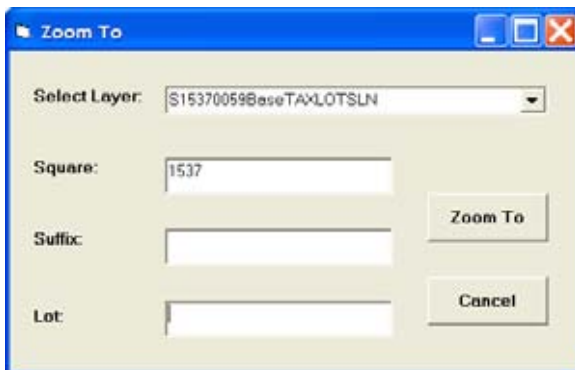 Zoom To
Select Layer: S15370059BaseTAXLOTSLN
Square: 1537
Zoom To
Suffix:
Cancel
Lot: